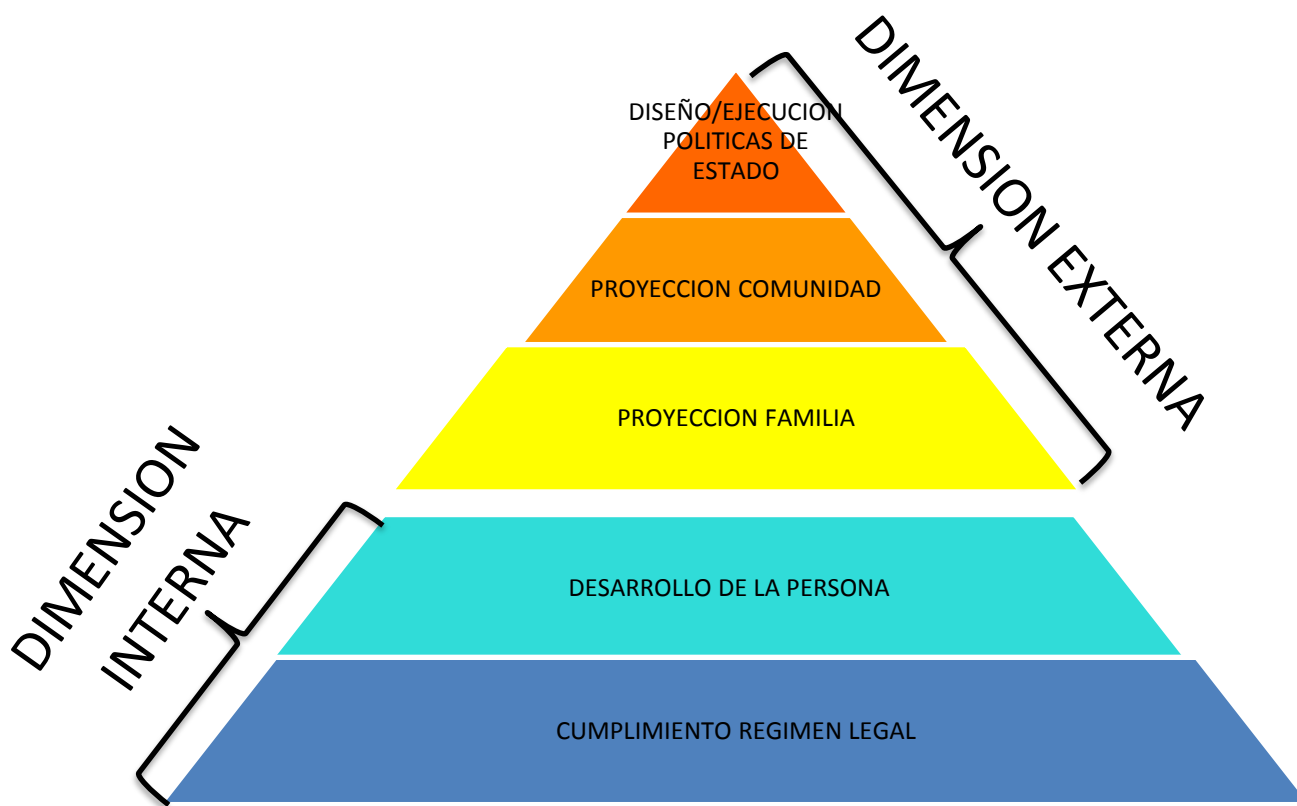 DISEÑO/EJECUCION
POLITICAS DE
ESTADO
DIMENSION EXTERNA
PROYECCION COMUNIDAD
PROYECCION FAMILIA
DIMENSION
INTERNA
DESARROLLO DE LA PERSONA
CUMPLIMIENTO REGIMEN LEGAL